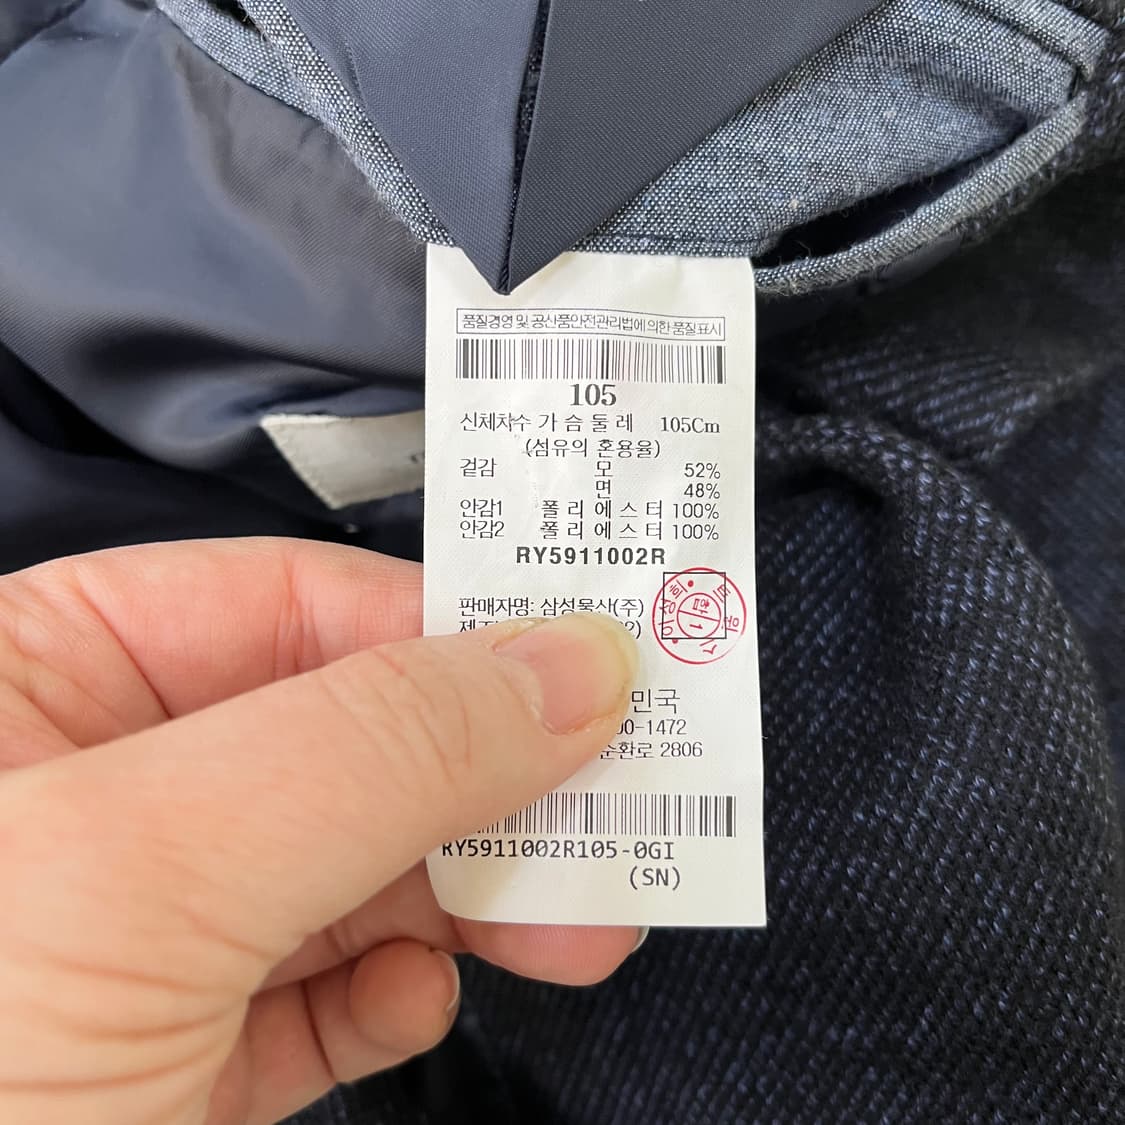 품질경영 및 공산품안전관리법에 의한 품질표시
105
신체차수 가슴둘레 105Cm
(섬유의 혼용율)
겉감 모 52%
면 48%
안감1 폴리에스터 100%
안감2 폴리에스터 100%
RY5911002R
판매자명: 삼성물산(주)
2)
민국
00-1472
순환로 2806
RY5911002R105-0GI
(SN)